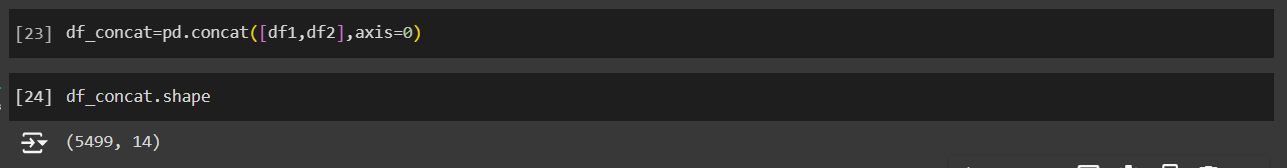 [23] df_concat=pd.concat([df1,df2],axis=0)
[24] df_concat.shape
(5499, 14)